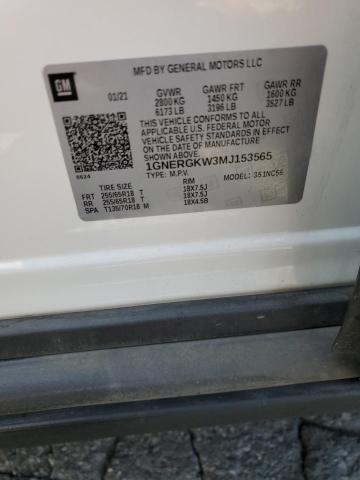 GM
MFD BY GENERAL MOTORS LLC
01/21
GVWR GAWR FRT GAWR RR
2800 KG 1450 KG 1600 KG
6173 LB 3196 LB 3527 LB
THIS VEHICLE CONFORMS TO ALL APPLICABLE
U.S. FEDERAL MOTOR VEHICLE SAFETY
STANDARDS IN EFFECT ON THE DATE OF
MANUFACTURE SHOWN ABOVE.
1GNERGKW3MJ153565
TYPE: M.P.V. MODEL:
6624
TIRE SIZE RIM
FRT 255/65R18 T 18X7.5J
RR 255/65R18 T 18X7.5J
SPA T135/70R18 M 18X4.5B